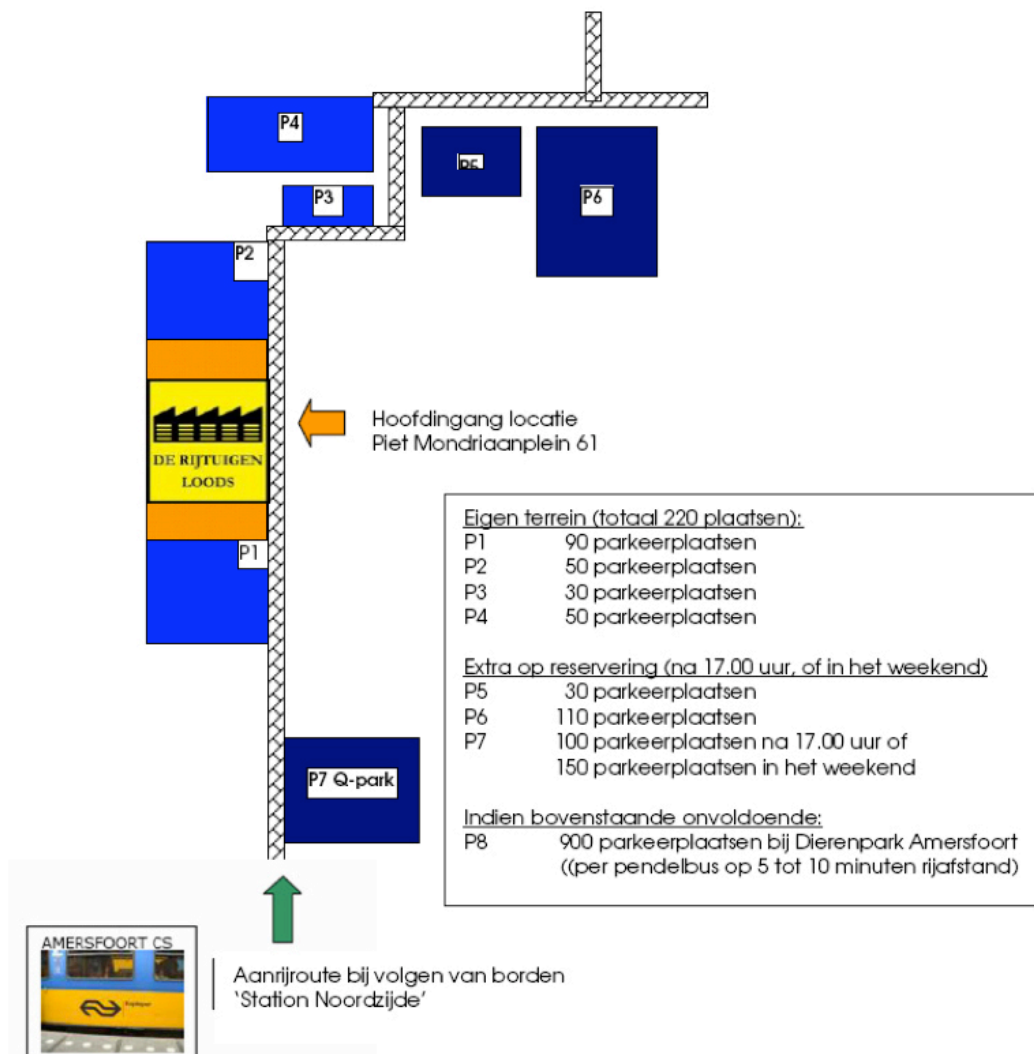 P4
P5
P6
P3
P2
DE RIJTUIGEN
LOODS
Hoofdingang locatie
Piet Mondriaanplein 61
P1
Eigen terrein (totaal 220 plaatsen):
P1 90 parkeerplaatsen
P2 50 parkeerplaatsen
P3 30 parkeerplaatsen
P4 50 parkeerplaatsen
Extra op reservering (na 17.00 uur, of in het weekend)
P5 30 parkeerplaatsen
P6 110 parkeerplaatsen
P7 100 parkeerplaatsen na 17.00 uur of
150 parkeerplaatsen in het weekend
Indien bovenstaande onvoldoende:
P8 900 parkeerplaatsen bij Dierenpark Amersfoort
((per pendelbus op 5 tot 10 minuten rijafstand)
P7 Q-park
AMERSFOORT CS
Aanrijroute bij volgen van borden
‘Station Noordzijde’